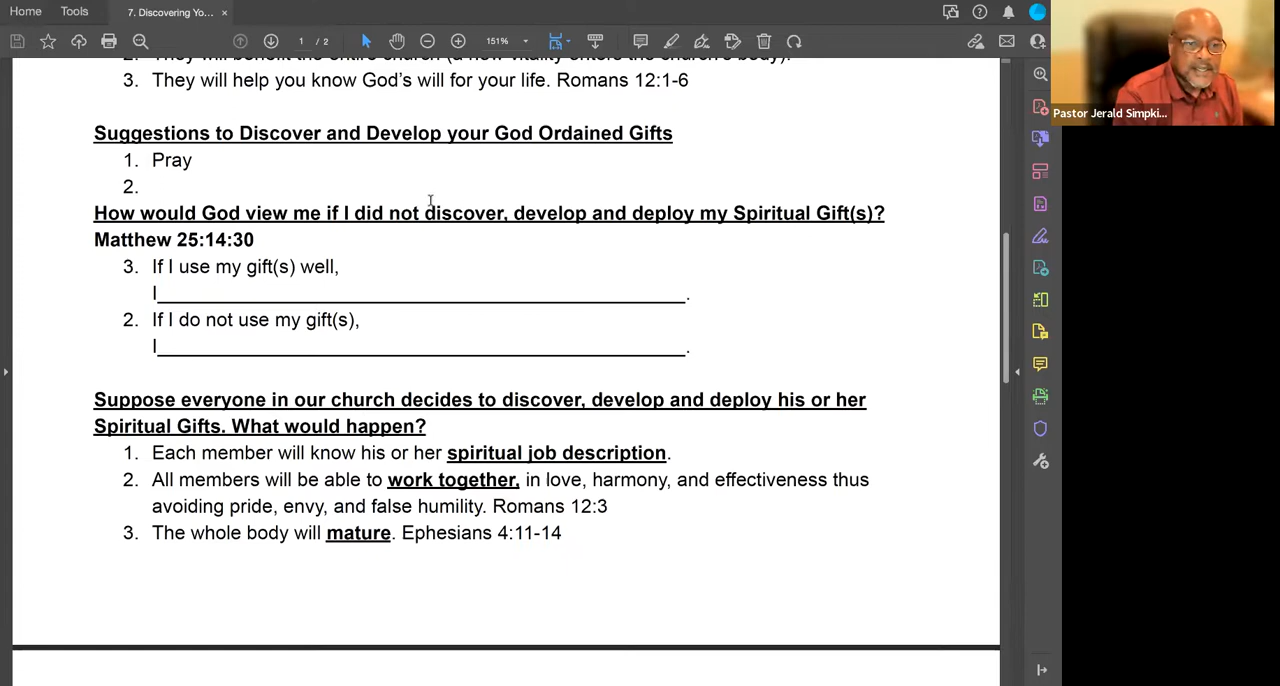 Home Tools 7. Discovering Yo... ×
1 / 2 151%
3. They will help you know God's will for your life. Romans 12:1-6
Suggestions to Discover and Develop your God Ordained Gifts
1. Pray
2.
How would God view me if I did not discover, develop and deploy my Spiritual Gift(s)?
Matthew 25:14:30
3. If I use my gift(s) well,
I_______________________________________________.
2. If I do not use my gift(s),
I_______________________________________________.
Suppose everyone in our church decides to discover, develop and deploy his or her
Spiritual Gifts. What would happen?
1. Each member will know his or her spiritual job description.
2. All members will be able to work together, in love, harmony, and effectiveness thus
avoiding pride, envy, and false humility. Romans 12:3
3. The whole body will mature. Ephesians 4:11-14
Pastor Jerald Simpki...